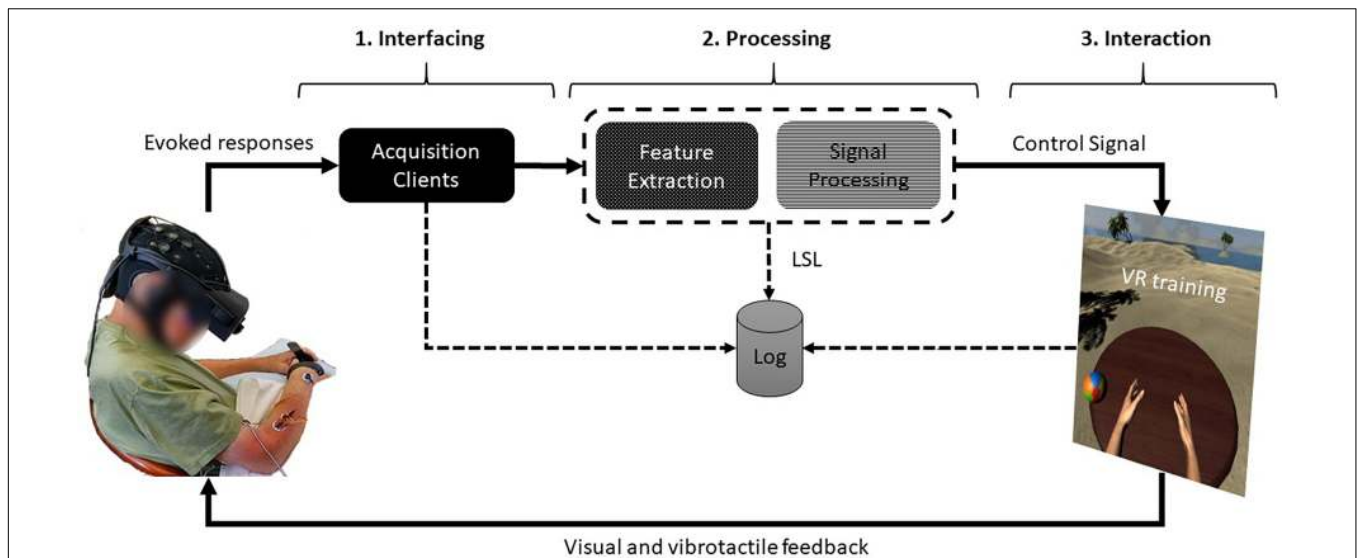 1. Interfacing
2. Processing
3. Interaction
Evoked responses
Acquisition
Clients
Feature
Extraction
Signal
Processing
Control Signal
LSL
VR training
Log
Visual and vibrotactile feedback